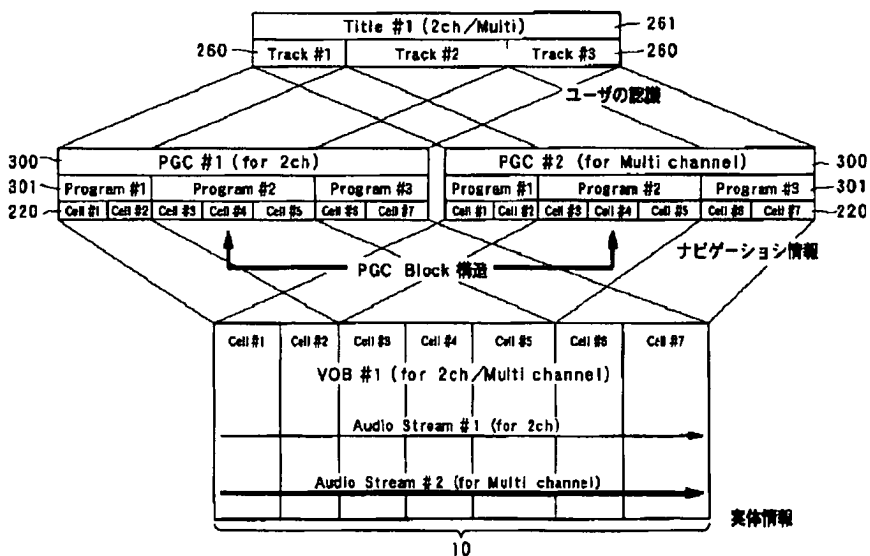 Title #1 (2ch/Multi) 261
260 Track #1 Track #2 Track #3 260
ユーザの認識
300 PGC #1 (for 2ch) PGC #2 (for Multi channel) 300
301 Program #1 Program #2 Program #3 Program #1 Program #2 Program #3 301
220 Cell #1 Cell #2 Cell #3 Cell #4 Cell #5 Cell #6 Cell #7 Cell #1 Cell #2 Cell #3 Cell #4 Cell #5 Cell #6 Cell #7 220
ナビゲーション情報
PGC Block 構造
Cell #1 Cell #2 Cell #3 Cell #4 Cell #5 Cell #6 Cell #7
VOB #1 (for 2ch/Multi channel)
Audio Stream #1 (for 2ch)
Audio Stream #2 (for Multi channel)
実体情報
10